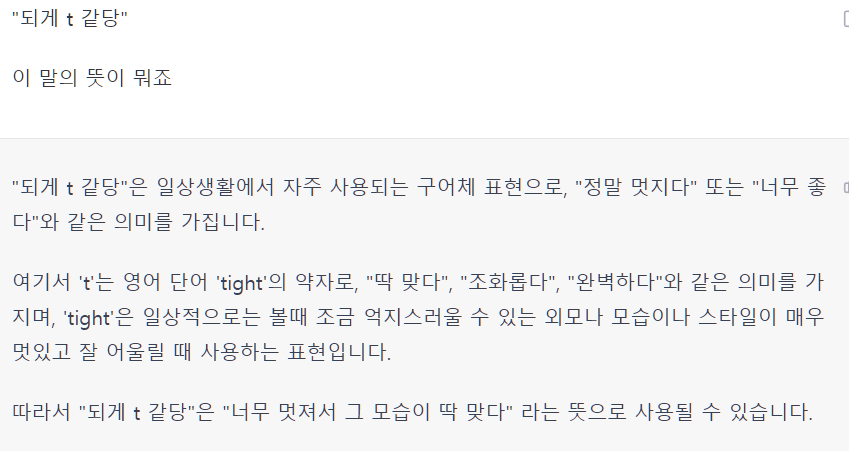 "되게 t 같당"
이 말의 뜻이 뭐죠
"되게 t 같당"은 일상생활에서 자주 사용되는 구어체 표현으로, "정말 멋지다" 또는 "너무 좋
다"와 같은 의미를 가집니다.
여기서 't'는 영어 단어 'tight'의 약자로, "딱 맞다", "조화롭다", "완벽하다"와 같은 의미를 가
지며, 'tight'은 일상적으로는 볼때 조금 억지스러울 수 있는 외모나 모습이나 스타일이 매우
멋있고 잘 어울릴 때 사용하는 표현입니다.
따라서 "되게 t 같당"은 "너무 멋져서 그 모습이 딱 맞다" 라는 뜻으로 사용될 수 있습니다.